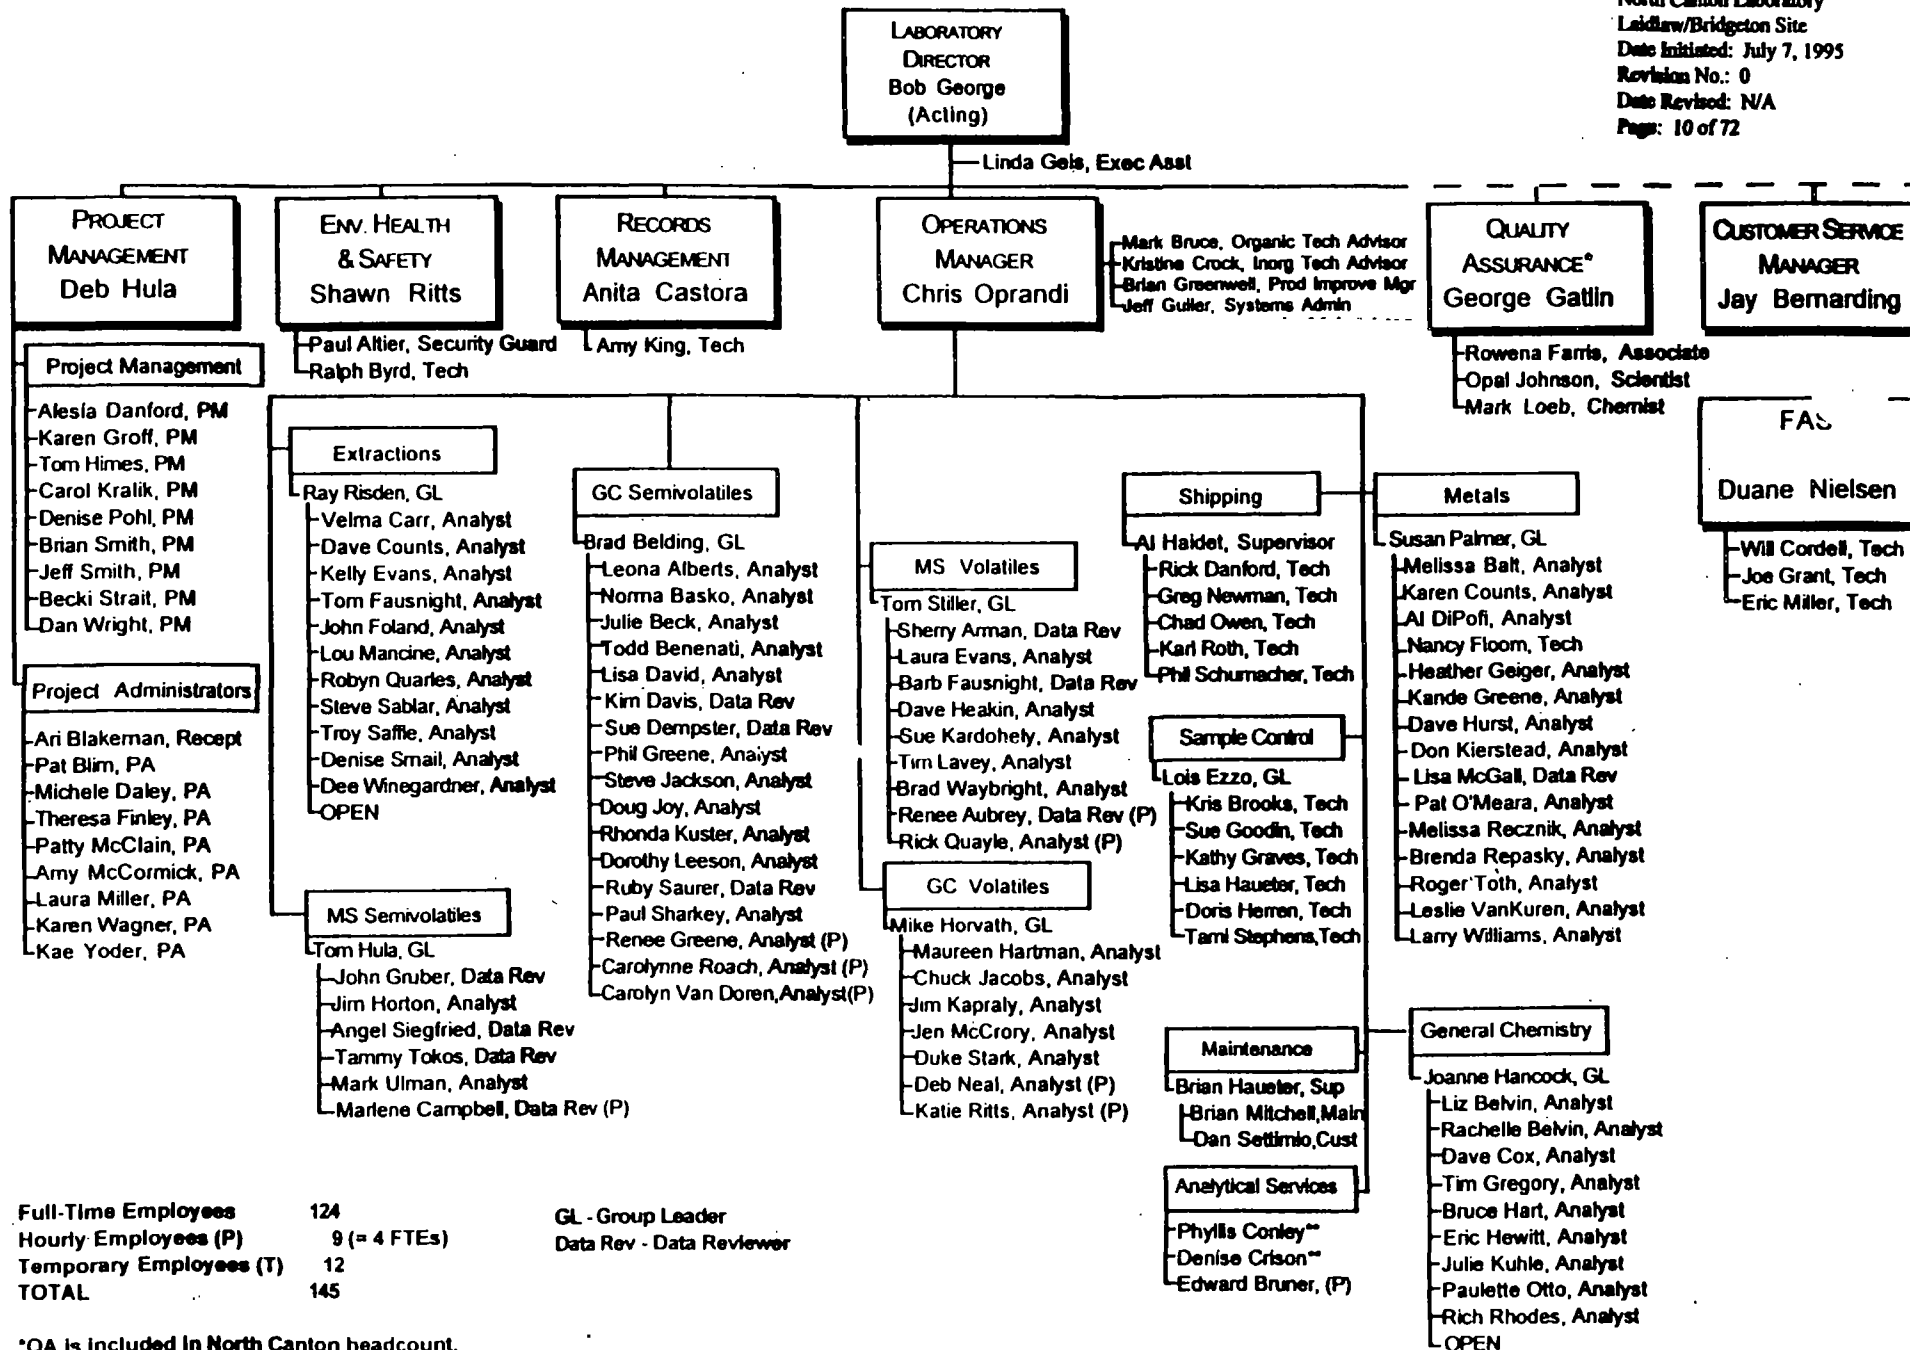 North Canton Laboratory
Laidlaw/Bridgeton Site
Date Initiated: July 7, 1995
Revision No.: 0
Date Revised: N/A
Page: 10 of 72
LABORATORY
DIRECTOR
Bob George
(Acting)
Linda Geis, Exec Asst
PROJECT
MANAGEMENT
Deb Hula
ENV. HEALTH
& SAFETY
Shawn Ritts
RECORDS
MANAGEMENT
Anita Castora
OPERATIONS
MANAGER
Chris Oprandi
Mark Bruce, Organic Tech Advisor
Kristine Crock, Inorg Tech Advisor
Brian Greenwell, Prod Improve Mgr
Jeff Guller, Systems Admin
QUALITY
ASSURANCE*
George Gatlin
CUSTOMER SERVICE
MANAGER
Jay Bernarding
Paul Altier, Security Guard
Ralph Byrd, Tech
Amy King, Tech
Rowena Farris, Associate
Opal Johnson, Scientist
Mark Loeb, Chemist
Project Management
Alesia Danford, PM
Karen Groff, PM
Tom Himes, PM
Carol Kralik, PM
Denise Pohl, PM
Brian Smith, PM
Jeff Smith, PM
Becki Strait, PM
Dan Wright, PM
Project Administrators
Ari Blakeman, Recept
Pat Blim, PA
Michele Daley, PA
Theresa Finley, PA
Patty McClain, PA
Amy McCormick, PA
Laura Miller, PA
Karen Wagner, PA
Kae Yoder, PA
Extractions
Ray Risden, GL
Velma Carr, Analyst
Dave Counts, Analyst
Kelly Evans, Analyst
Tom Fausnight, Analyst
John Foland, Analyst
Lou Mancine, Analyst
Robyn Quarles, Analyst
Steve Sablar, Analyst
Troy Saffle, Analyst
Denise Smail, Analyst
Dee Winegardner, Analyst
OPEN
MS Semivolatiles
Tom Hula, GL
John Gruber, Data Rev
Jim Horton, Analyst
Angel Siegfried, Data Rev
Tammy Tokos, Data Rev
Mark Ulman, Analyst
Marlene Campbell, Data Rev (P)
GC Semivolatiles
Brad Belding, GL
Leona Alberts, Analyst
Norma Basko, Analyst
Julie Beck, Analyst
Todd Benenati, Analyst
Lisa David, Analyst
Kim Davis, Data Rev
Sue Dempster, Data Rev
Phil Greene, Analyst
Steve Jackson, Analyst
Doug Joy, Analyst
Rhonda Kuster, Analyst
Dorothy Leeson, Analyst
Ruby Saurer, Data Rev
Paul Sharkey, Analyst
Renee Greene, Analyst (P)
Carolynne Roach, Analyst (P)
Carolyn Van Doren,Analyst(P)
MS Volatiles
Tom Stiller, GL
Sherry Arman, Data Rev
Laura Evans, Analyst
Barb Fausnight, Data Rev
Dave Heakin, Analyst
Sue Kardohely, Analyst
Tim Lavey, Analyst
Brad Waybright, Analyst
Renee Aubrey, Data Rev (P)
Rick Quayle, Analyst (P)
GC Volatiles
Mike Horvath, GL
Maureen Hartman, Analyst
Chuck Jacobs, Analyst
Jim Kapraly, Analyst
Jen McCrory, Analyst
Duke Stark, Analyst
Deb Neal, Analyst (P)
Katie Ritts, Analyst (P)
Shipping
Al Haidet, Supervisor
Rick Danford, Tech
Greg Newman, Tech
Chad Owen, Tech
Karl Roth, Tech
Phil Schumacher, Tech
Sample Control
Lois Ezzo, GL
Kris Brooks, Tech
Sue Goodin, Tech
Kathy Graves, Tech
Lisa Haueter, Tech
Doris Herren, Tech
Tami Stephens,Tech
Maintenance
Brian Haueter, Sup
Brian Mitchell,Main
Dan Settimio,Cust
Analytical Services
Phyllis Conley**
Denise Crison**
Edward Bruner, (P)
Metals
Susan Palmer, GL
Melissa Balt, Analyst
Karen Counts, Analyst
Al DiPofi, Analyst
Nancy Floom, Tech
Heather Geiger, Analyst
Kande Greene, Analyst
Dave Hurst, Analyst
Don Kierstead, Analyst
Lisa McGall, Data Rev
Pat O'Meara, Analyst
Melissa Recznik, Analyst
Brenda Repasky, Analyst
Roger Toth, Analyst
Leslie VanKuren, Analyst
Larry Williams, Analyst
General Chemistry
Joanne Hancock, GL
Liz Belvin, Analyst
Rachelle Belvin, Analyst
Dave Cox, Analyst
Tim Gregory, Analyst
Bruce Hart, Analyst
Eric Hewitt, Analyst
Julie Kuhle, Analyst
Paulette Otto, Analyst
Rich Rhodes, Analyst
OPEN
Duane Nielsen
Will Cordell, Tech
Joe Grant, Tech
Eric Miller, Tech
Full-Time Employees 124
Hourly Employees (P) 9 (= 4 FTEs)
Temporary Employees (T) 12
TOTAL 145
GL - Group Leader
Data Rev - Data Reviewer
*QA is included in North Canton headcount.